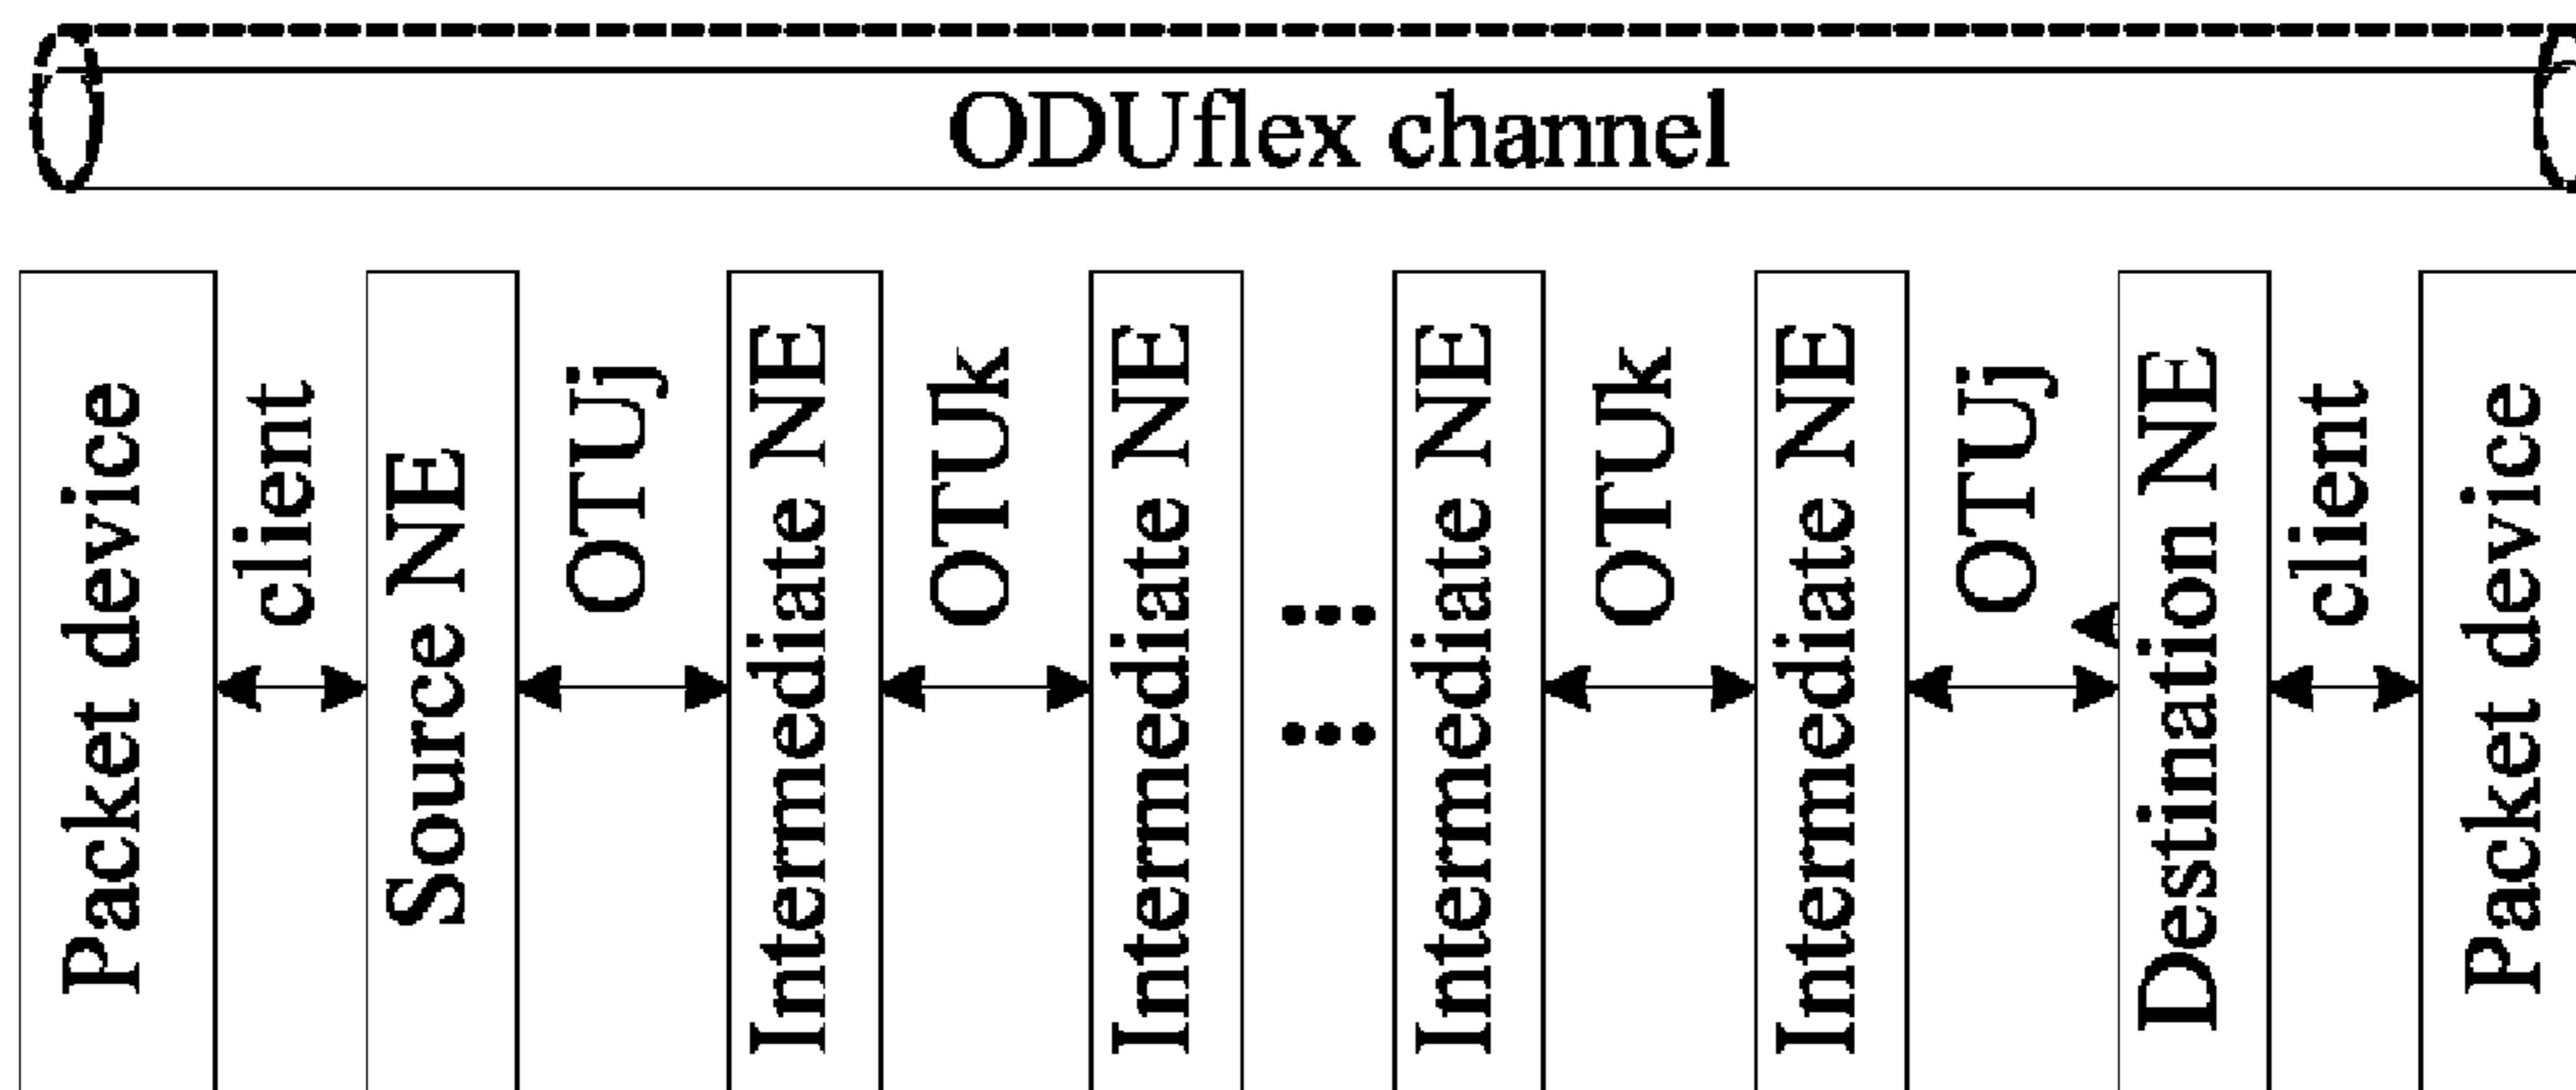 ODUflex channel
Packet device
client
Source NE
OTUj
Intermediate NE
OTUk
Intermediate NE
Intermediate NE
OTUk
Intermediate NE
OTUj
Destination NE
client
Packet device